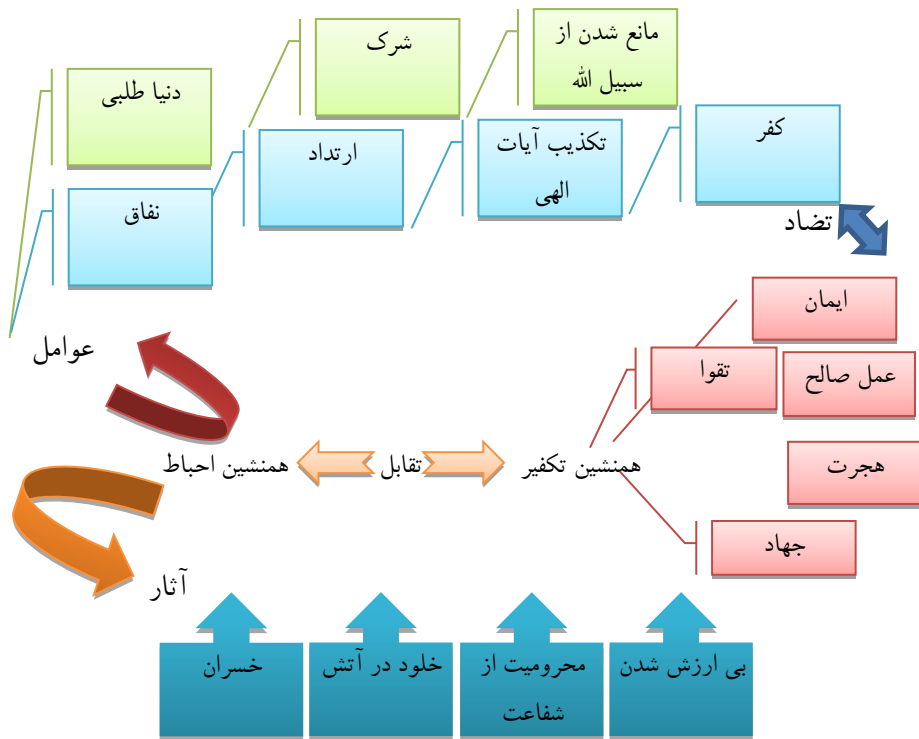 مانع شدن از
سبیل الله
شرک
دنیا طلبی
کفر
تکذیب آیات
الهی
ارتداد
نفاق
تضاد
ایمان
تقوا
عمل صالح
عوامل
همنشین تکفیر
تقابل
همنشین احباط
هجرت
جهاد
آثار
بی ارزش شدن
محرومیت از
شفاعت
خلود در آتش
خسران